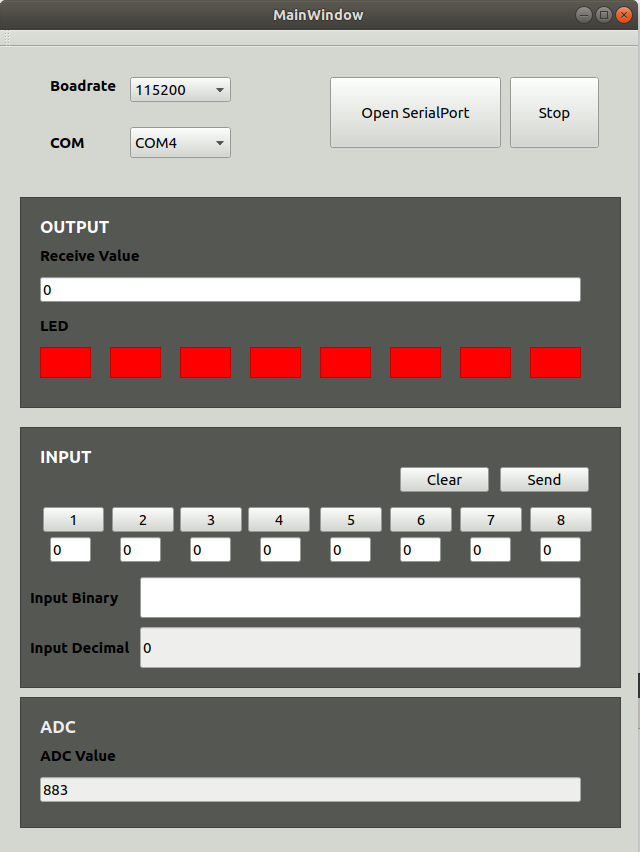 MainWindow
Boadrate 115200
Open SerialPort Stop
COM COM4
OUTPUT
Receive Value
0
LED
INPUT
Clear Send
1 2 3 4 5 6 7 8
0 0 0 0 0 0 0 0
Input Binary
Input Decimal 0
ADC
ADC Value
883